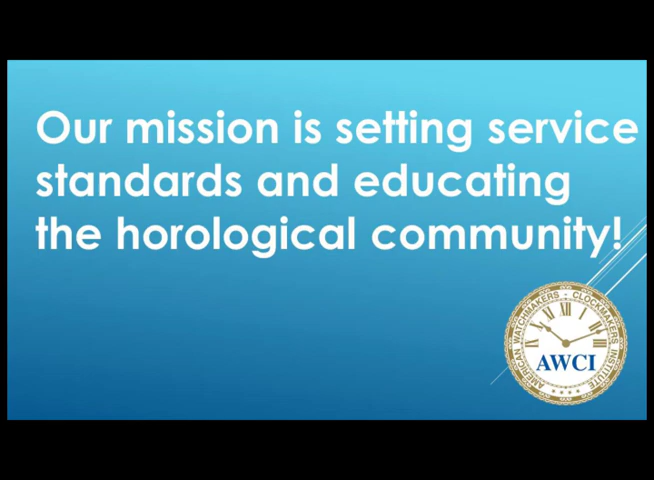 Our mission is setting service
standards and educating
the horological community!
AMERICAN WATCHMAKERS - CLOCKMAKERS INSTITUTE
AWCI